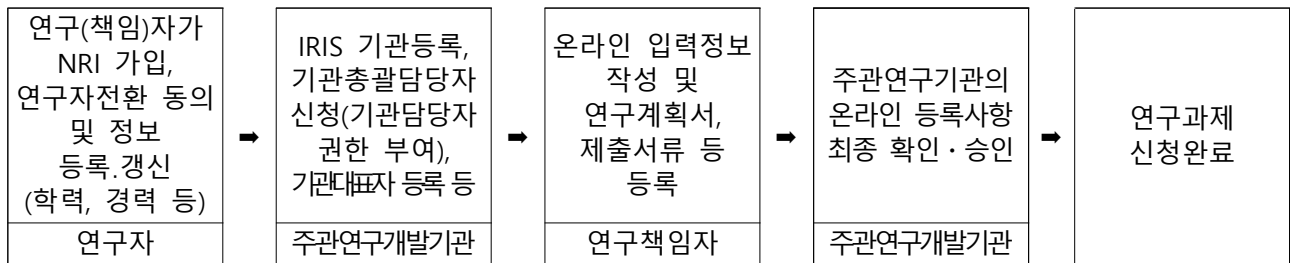 연구(책임)자가
NRI 가입,
연구자전환 동의
및 정보
등록.갱신
(학력, 경력 등)
연구자
➡
IRIS 기관등록,
기관총괄담당자
신청(기관담당자
권한 부여),
기관대표자 등록 등
주관연구개발기관
➡
온라인 입력정보
작성 및
연구계획서,
제출서류 등
등록
연구책임자
➡
주관연구기관의
온라인 등록사항
최종 확인・승인
주관연구개발기관
➡
연구과제
신청완료